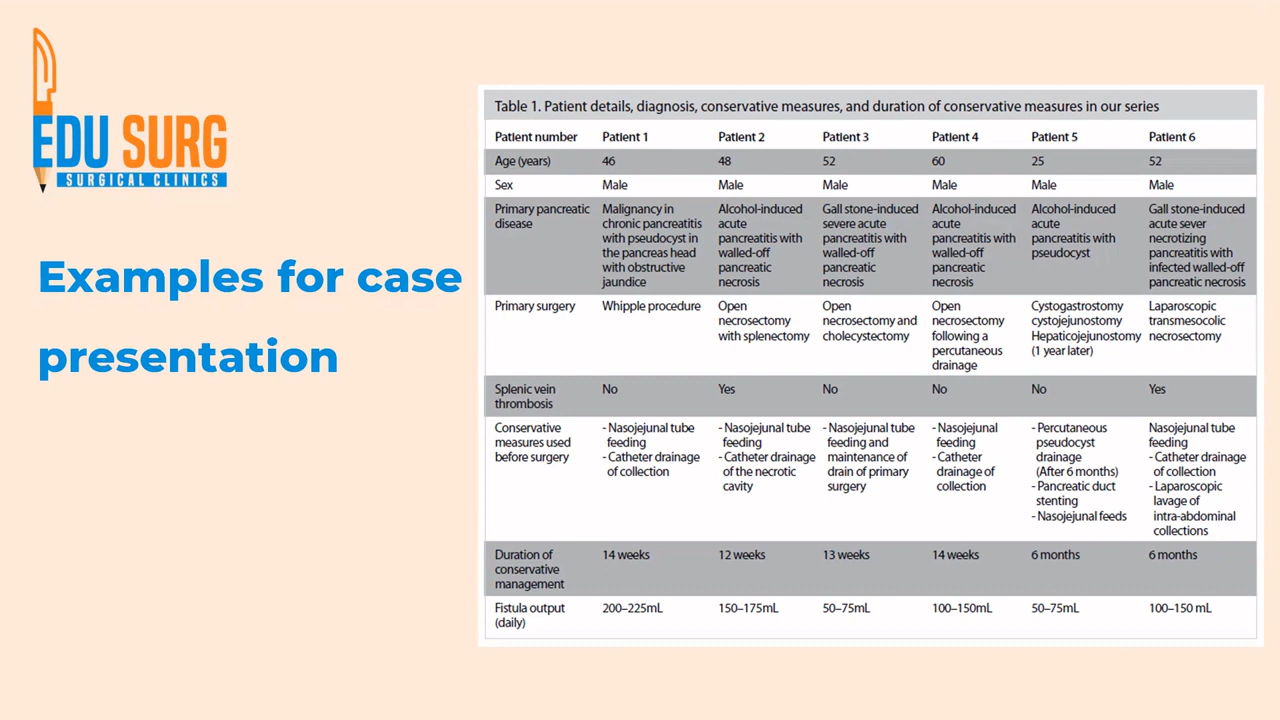 EDU SURG
SURGICAL CLINICS
Examples for case
presentation
Table 1. Patient details, diagnosis, conservative measures, and duration of conservative measures in our series
Patient number Patient 1 Patient 2 Patient 3 Patient 4 Patient 5 Patient 6
Age (years) 46 48 52 60 25 52
Sex Male Male Male Male Male Male
Primary pancreatic Malignancy in Alcohol-induced Gall stone-induced Alcohol-induced Alcohol-induced Gall stone-induced
disease chronic pancreatitis acute severe acute acute acute acute sever
with pseudocyst in pancreatitis with pancreatitis with pancreatitis with pancreatitis with necrotizing
the pancreas head walled-off walled-off walled-off pseudocyst pancreatitis with
with obstructive pancreatic pancreatic pancreatic infected walled-off
jaundice necrosis necrosis necrosis pancreatic necrosis
Primary surgery Whipple procedure Open Open Open Cystogastrostomy Laparoscopic
necrosectomy necrosectomy and necrosectomy cystojejunostomy transmesocolic
with splenectomy cholecystectomy following a Hepaticojejunostomy necrosectomy
percutaneous (1 year later)
drainage
Splenic vein No Yes No No No Yes
thrombosis
Conservative - Nasojejunal tube - Nasojejunal tube - Nasojejunal tube - Nasojejunal - Percutaneous Nasojejunal tube
measures used feeding feeding feeding and feeding pseudocyst feeding
before surgery - Catheter drainage - Catheter drainage maintenance of - Catheter drainage - Catheter drainage
of collection of the necrotic drain of primary drainage of (After 6 months) of collection
cavity surgery collection - Pancreatic duct - Laparoscopic
stenting lavage of
- Nasojejunal feeds intra-abdominal
collections
Duration of 14 weeks 12 weeks 13 weeks 14 weeks 6 months 6 months
conservative
management
Fistula output 200–225mL 150–175mL 50–75mL 100–150mL 50–75mL 100–150 mL
(daily)